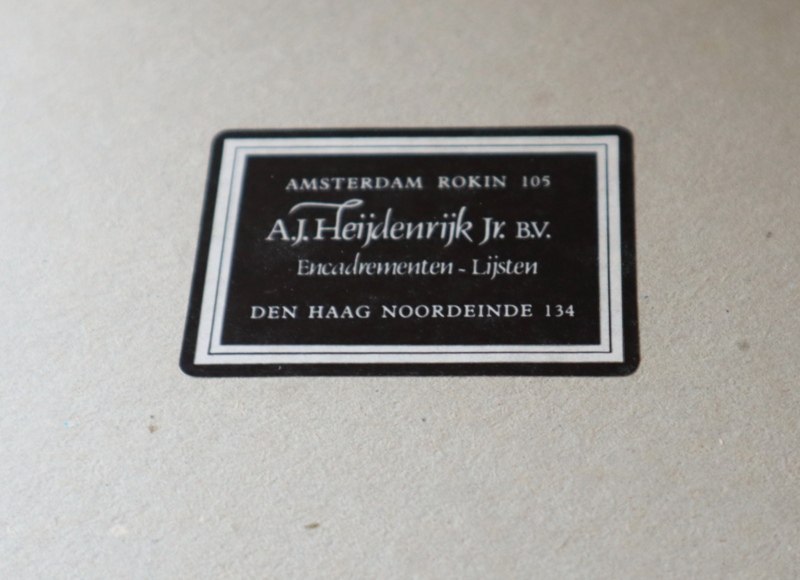 AMSTERDAM ROKIN 105
A.J. Heijdenrijk Jr. B.V.
Encadrementen - Lijsten
DEN HAAG NOORDEINDE 134